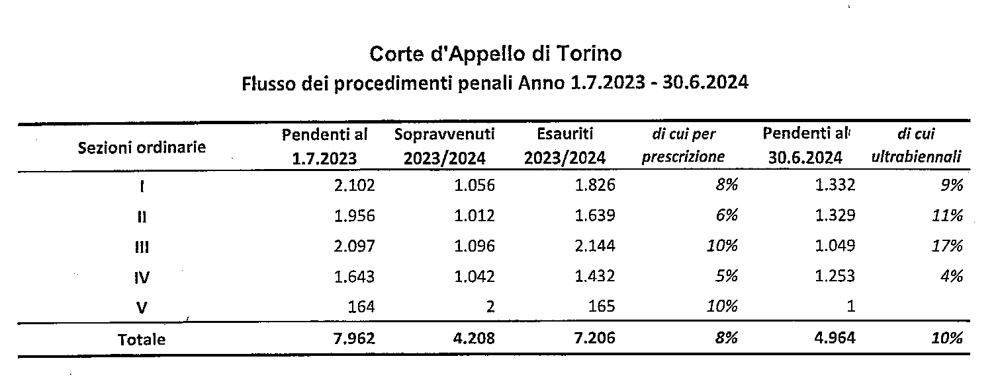 Corte d'Appello di Torino
Flusso dei procedimenti penali Anno 1.7.2023 - 30.6.2024
Sezioni ordinarie Pendenti al 1.7.2023 Sopravvenuti 2023/2024 Esauriti 2023/2024 di cui per prescrizione Pendenti al 30.6.2024 di cui ultrabiennali
I 2.102 1.056 1.826 8% 1.332 9%
II 1.956 1.012 1.639 6% 1.329 11%
III 2.097 1.096 2.144 10% 1.049 17%
IV 1.643 1.042 1.432 5% 1.253 4%
V 164 2 165 10% 1
Totale 7.962 4.208 7.206 8% 4.964 10%